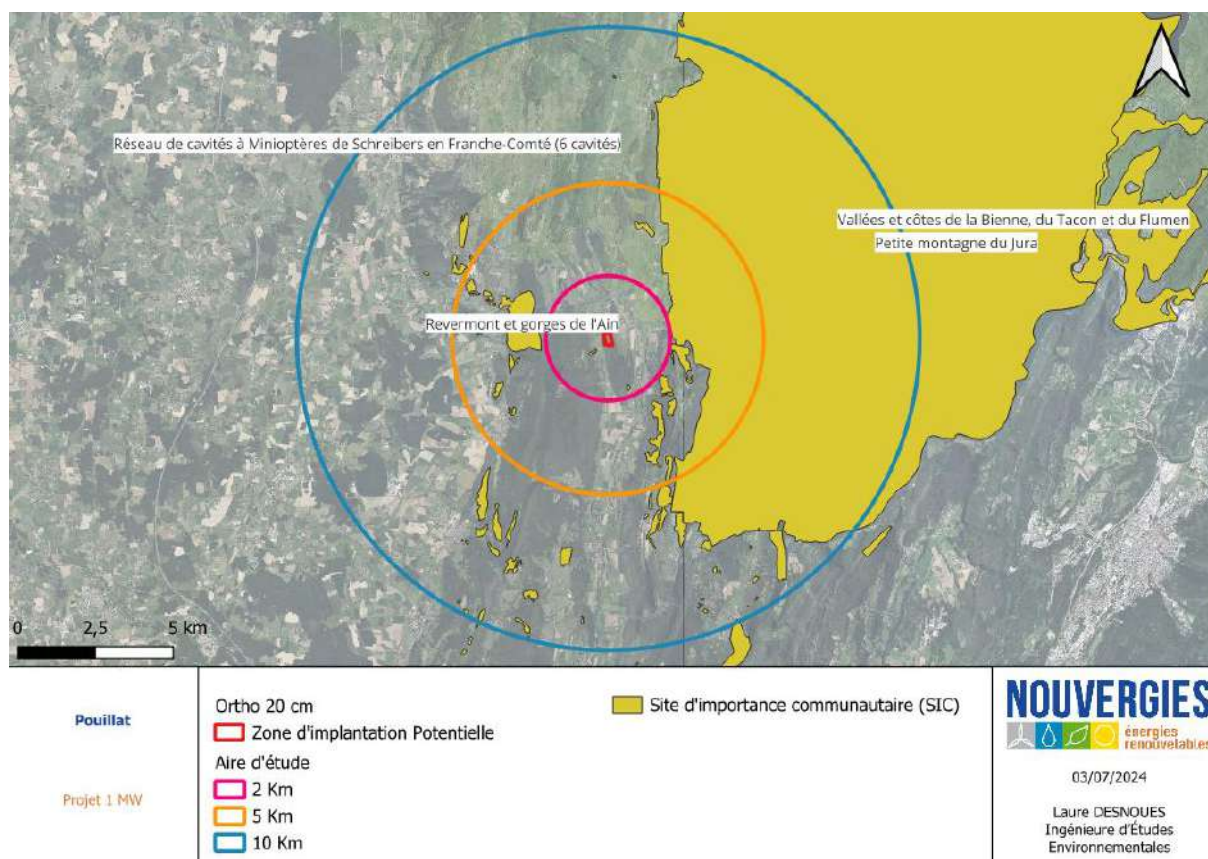 Réseau de cavités à Minioptères de Schreibers en Franche-Comté (6 cavités)
Vallées et côtes de la Bienne, du Tacon et du Flumen
Petite montagne du Jura
Revermont et gorges de l'Ain
0 2,5 5 km
Pouillat
Projet 1 MW
Ortho 20 cm
Zone d'implantation Potentielle
Aire d'étude
2 Km
5 Km
10 Km
Site d'importance communautaire (SIC)
NOUVERGIES
énergies
renouvelables
03/07/2024
Laure DESNOUES
Ingénieure d'Études
Environnementales